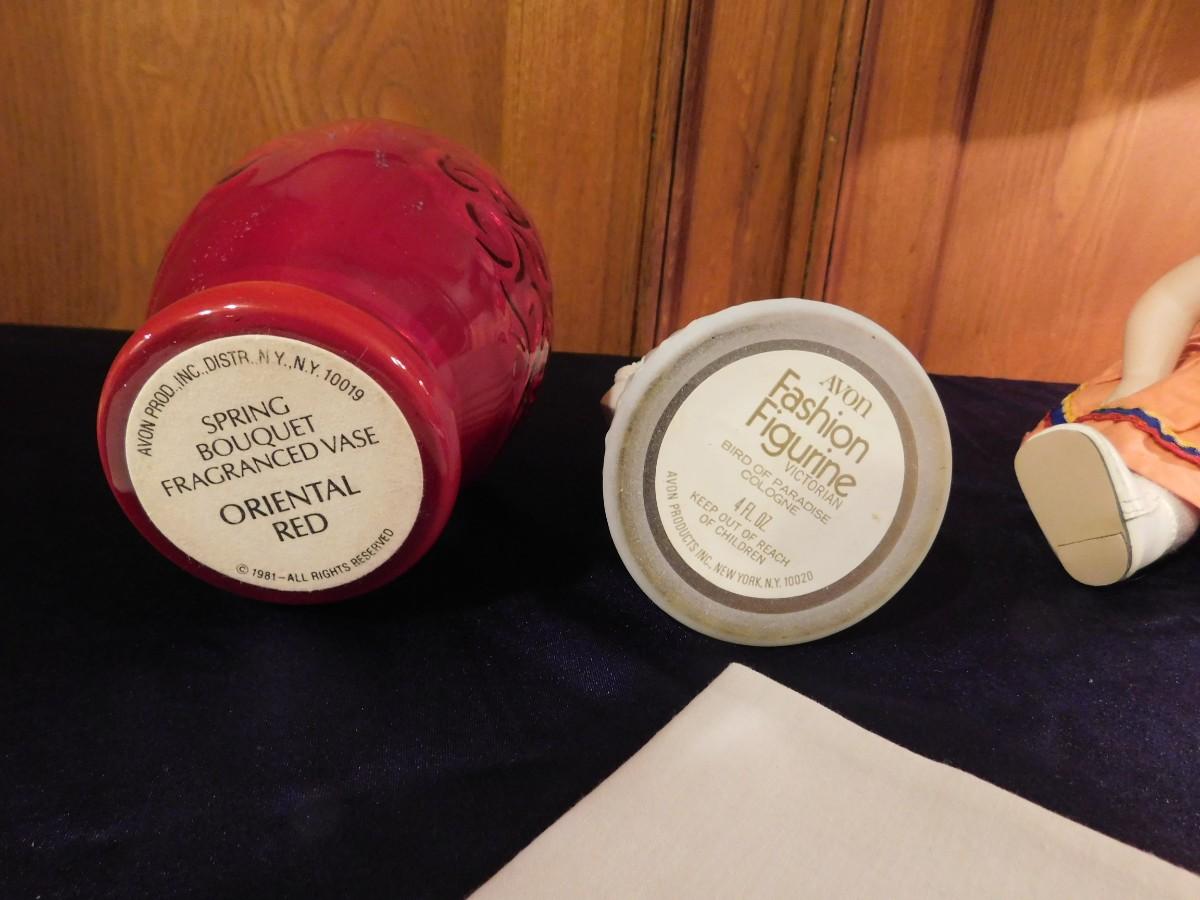 AVON PROD.,INC.,DISTR.,N.Y.,N.Y. 10019
SPRING
BOUQUET
FRAGRANCED VASE
ORIENTAL
RED
© 1981-ALL RIGHTS RESERVED
AVON
Fashion
Figurine
VICTORIAN
BIRD OF PARADISE
COLOGNE
4 FL. OZ.
KEEP OUT OF REACH
OF CHILDREN
AVON PRODUCTS INC., NEW YORK, N.Y. 10020